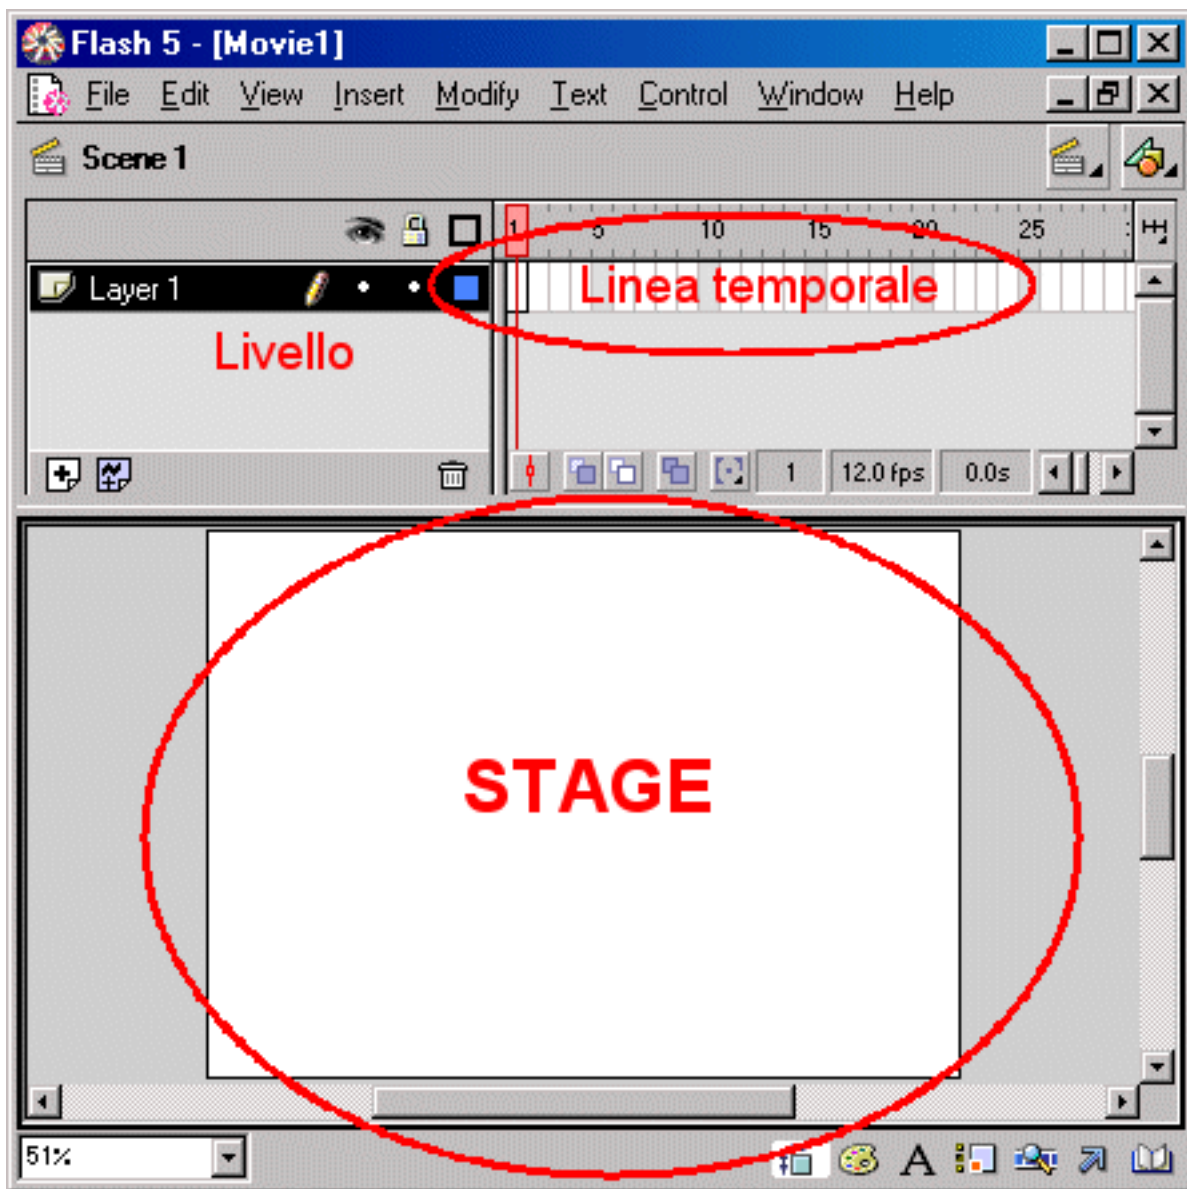 Flash 5 - [Movie1]
File Edit View Insert Modify Text Control Window Help
Scene 1
1 5 10 15 20 25
Layer 1
Linea temporale
Livello
1 12.0 fps 0.0s
STAGE
51%
A